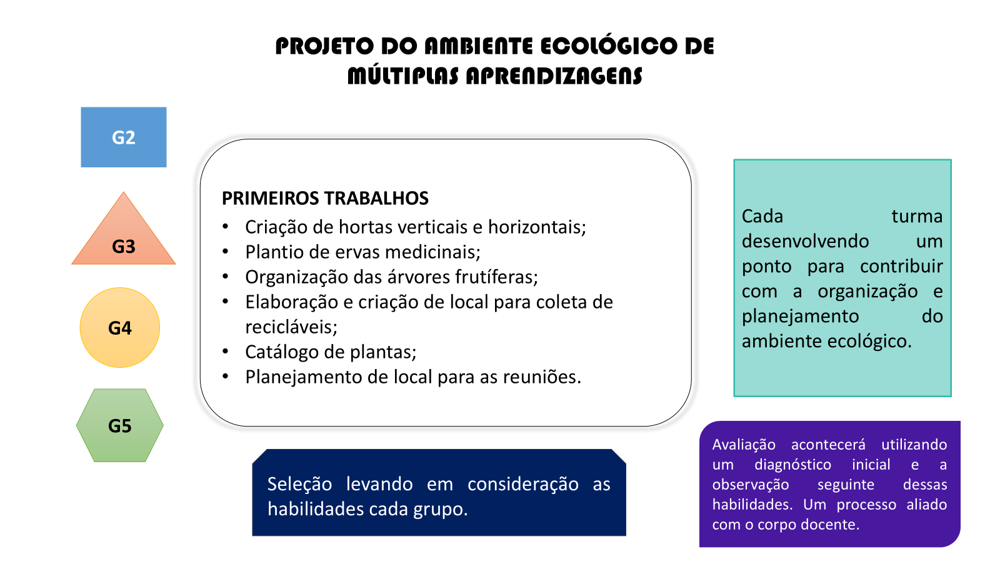 PROJETO DO AMBIENTE ECOLÓGICO DE
MÚLTIPLAS APRENDIZAGENS
G2
G3
G4
G5
PRIMEIROS TRABALHOS
• Criação de hortas verticais e horizontais;
• Plantio de ervas medicinais;
• Organização das árvores frutíferas;
• Elaboração e criação de local para coleta de
recicláveis;
• Catálogo de plantas;
• Planejamento de local para as reuniões.
Cada turma
desenvolvendo um
ponto para contribuir
com a organização e
planejamento do
ambiente ecológico.
Seleção levando em consideração as
habilidades cada grupo.
Avaliação acontecerá utilizando
um diagnóstico inicial e a
observação seguinte dessas
habilidades. Um processo aliado
com o corpo docente.